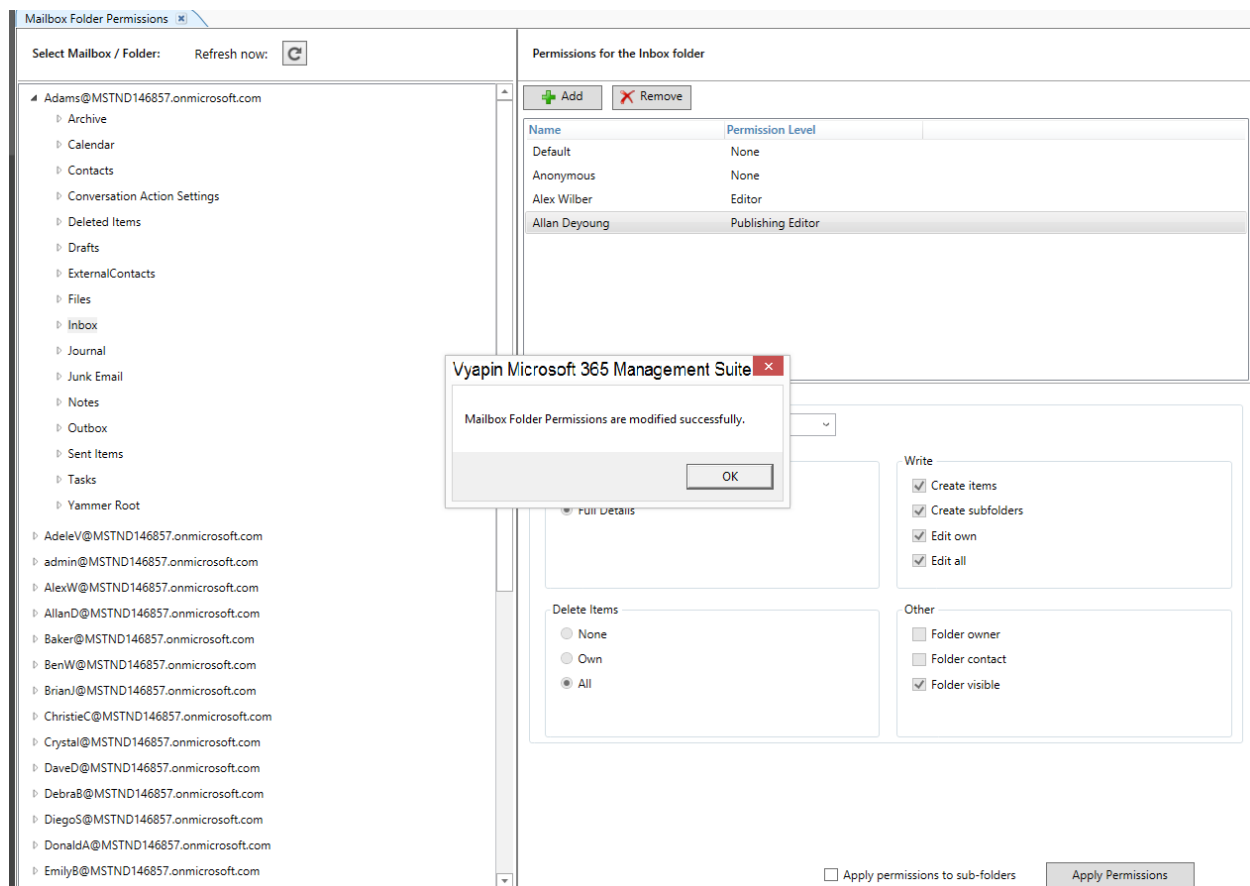 Mailbox Folder Permissions
Select Mailbox / Folder: Refresh now:
Adams@MSTND146857.onmicrosoft.com
Archive
Calendar
Contacts
Conversation Action Settings
Deleted Items
Drafts
ExternalContacts
Files
Inbox
Journal
Junk Email
Notes
Outbox
Sent Items
Tasks
Yammer Root
AdeleV@MSTND146857.onmicrosoft.com
admin@MSTND146857.onmicrosoft.com
AlexW@MSTND146857.onmicrosoft.com
AllanD@MSTND146857.onmicrosoft.com
Baker@MSTND146857.onmicrosoft.com
BenW@MSTND146857.onmicrosoft.com
BrianJ@MSTND146857.onmicrosoft.com
ChristieC@MSTND146857.onmicrosoft.com
Crystal@MSTND146857.onmicrosoft.com
DaveD@MSTND146857.onmicrosoft.com
DebraB@MSTND146857.onmicrosoft.com
DiegoS@MSTND146857.onmicrosoft.com
DonaldA@MSTND146857.onmicrosoft.com
EmilyB@MSTND146857.onmicrosoft.com
Permissions for the Inbox folder
Add Remove
Name Permission Level
Default None
Anonymous None
Alex Wilber Editor
Allan Deyoung Publishing Editor
Vyapin Microsoft 365 Management Suite
Mailbox Folder Permissions are modified successfully.
OK
Full Details
Write
Create items
Create subfolders
Edit own
Edit all
Delete Items
None
Own
All
Other
Folder owner
Folder contact
Folder visible
Apply permissions to sub-folders Apply Permissions